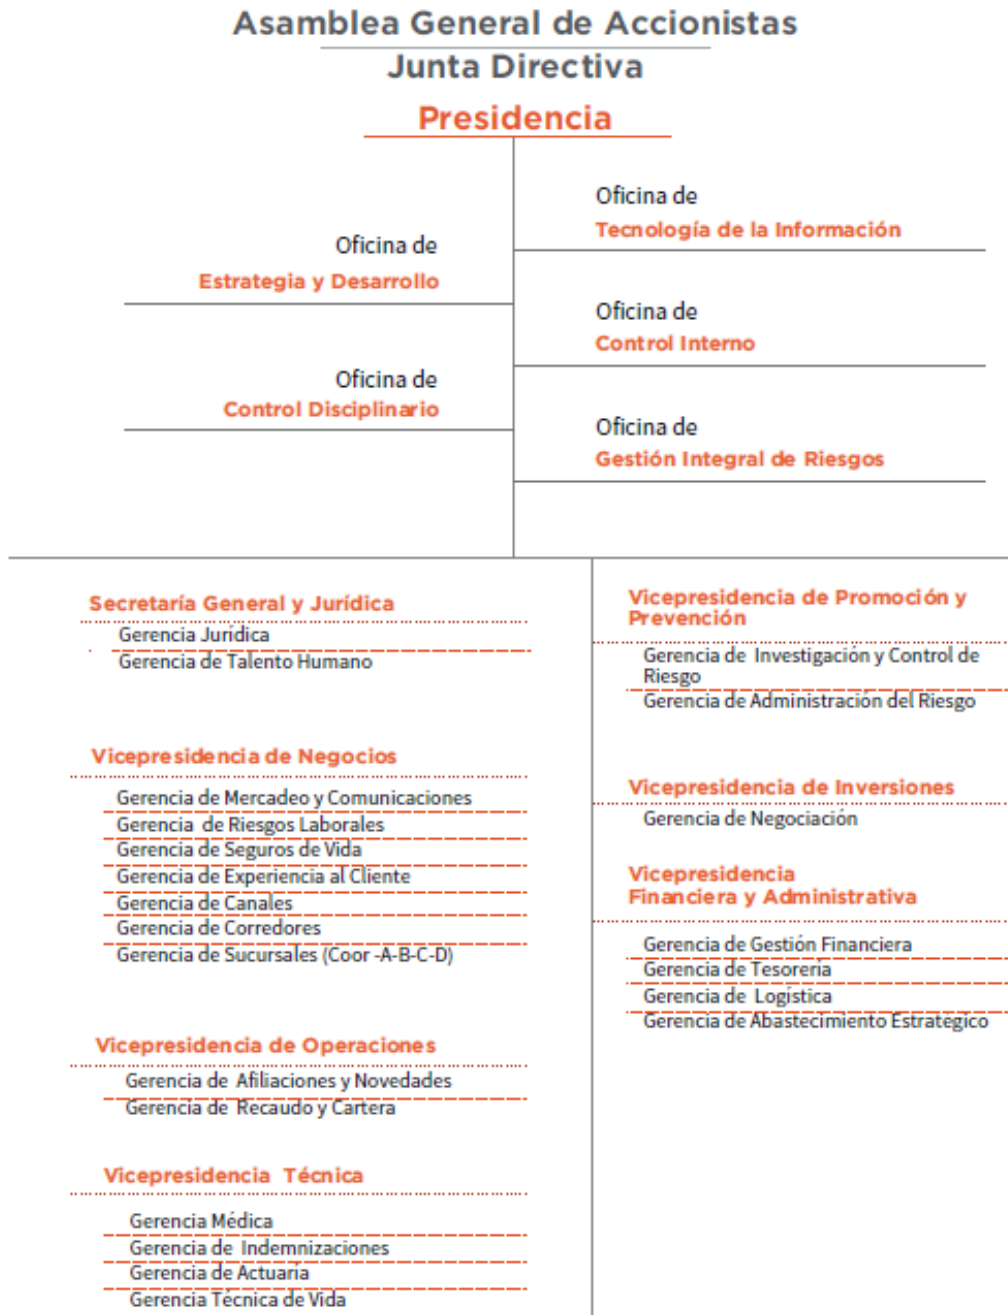 Asamblea General de Accionistas
Junta Directiva
Presidencia
Oficina de
Tecnología de la Información
Oficina de
Estrategia y Desarrollo
Oficina de
Control Interno
Oficina de
Control Disciplinario
Oficina de
Gestión Integral de Riesgos
Secretaría General y Jurídica
Gerencia Jurídica
Gerencia de Talento Humano
Vicepresidencia de Negocios
Gerencia de Mercadeo y Comunicaciones
Gerencia de Riesgos Laborales
Gerencia de Seguros de Vida
Gerencia de Experiencia al Cliente
Gerencia de Canales
Gerencia de Corredores
Gerencia de Sucursales (Coor -A-B-C-D)
Vicepresidencia de Operaciones
Gerencia de Afiliaciones y Novedades
Gerencia de Recaudo y Cartera
Vicepresidencia Técnica
Gerencia Médica
Gerencia de Indemnizaciones
Gerencia de Actuaría
Gerencia Técnica de Vida
Vicepresidencia de Promoción y
Prevención
Gerencia de Investigación y Control de
Riesgo
Gerencia de Administración del Riesgo
Vicepresidencia de Inversiones
Gerencia de Negociación
Vicepresidencia
Financiera y Administrativa
Gerencia de Gestión Financiera
Gerencia de Tesorería
Gerencia de Logística
Gerencia de Abastecimiento Estrategico